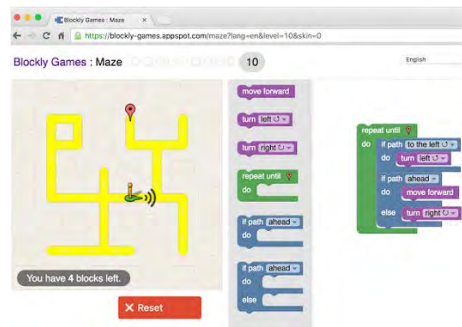 Blockly Games : Maze
https://blockly-games.appspot.com/maze?lang=en&level=10&skin=0
Blockly Games : Maze
10
English
move forward
turn left
turn right
repeat until
do
if path ahead
do
if path ahead
do
else
You have 4 blocks left.
Reset
repeat until
do
if path to the left
do turn left
if path ahead
do move forward
else turn right